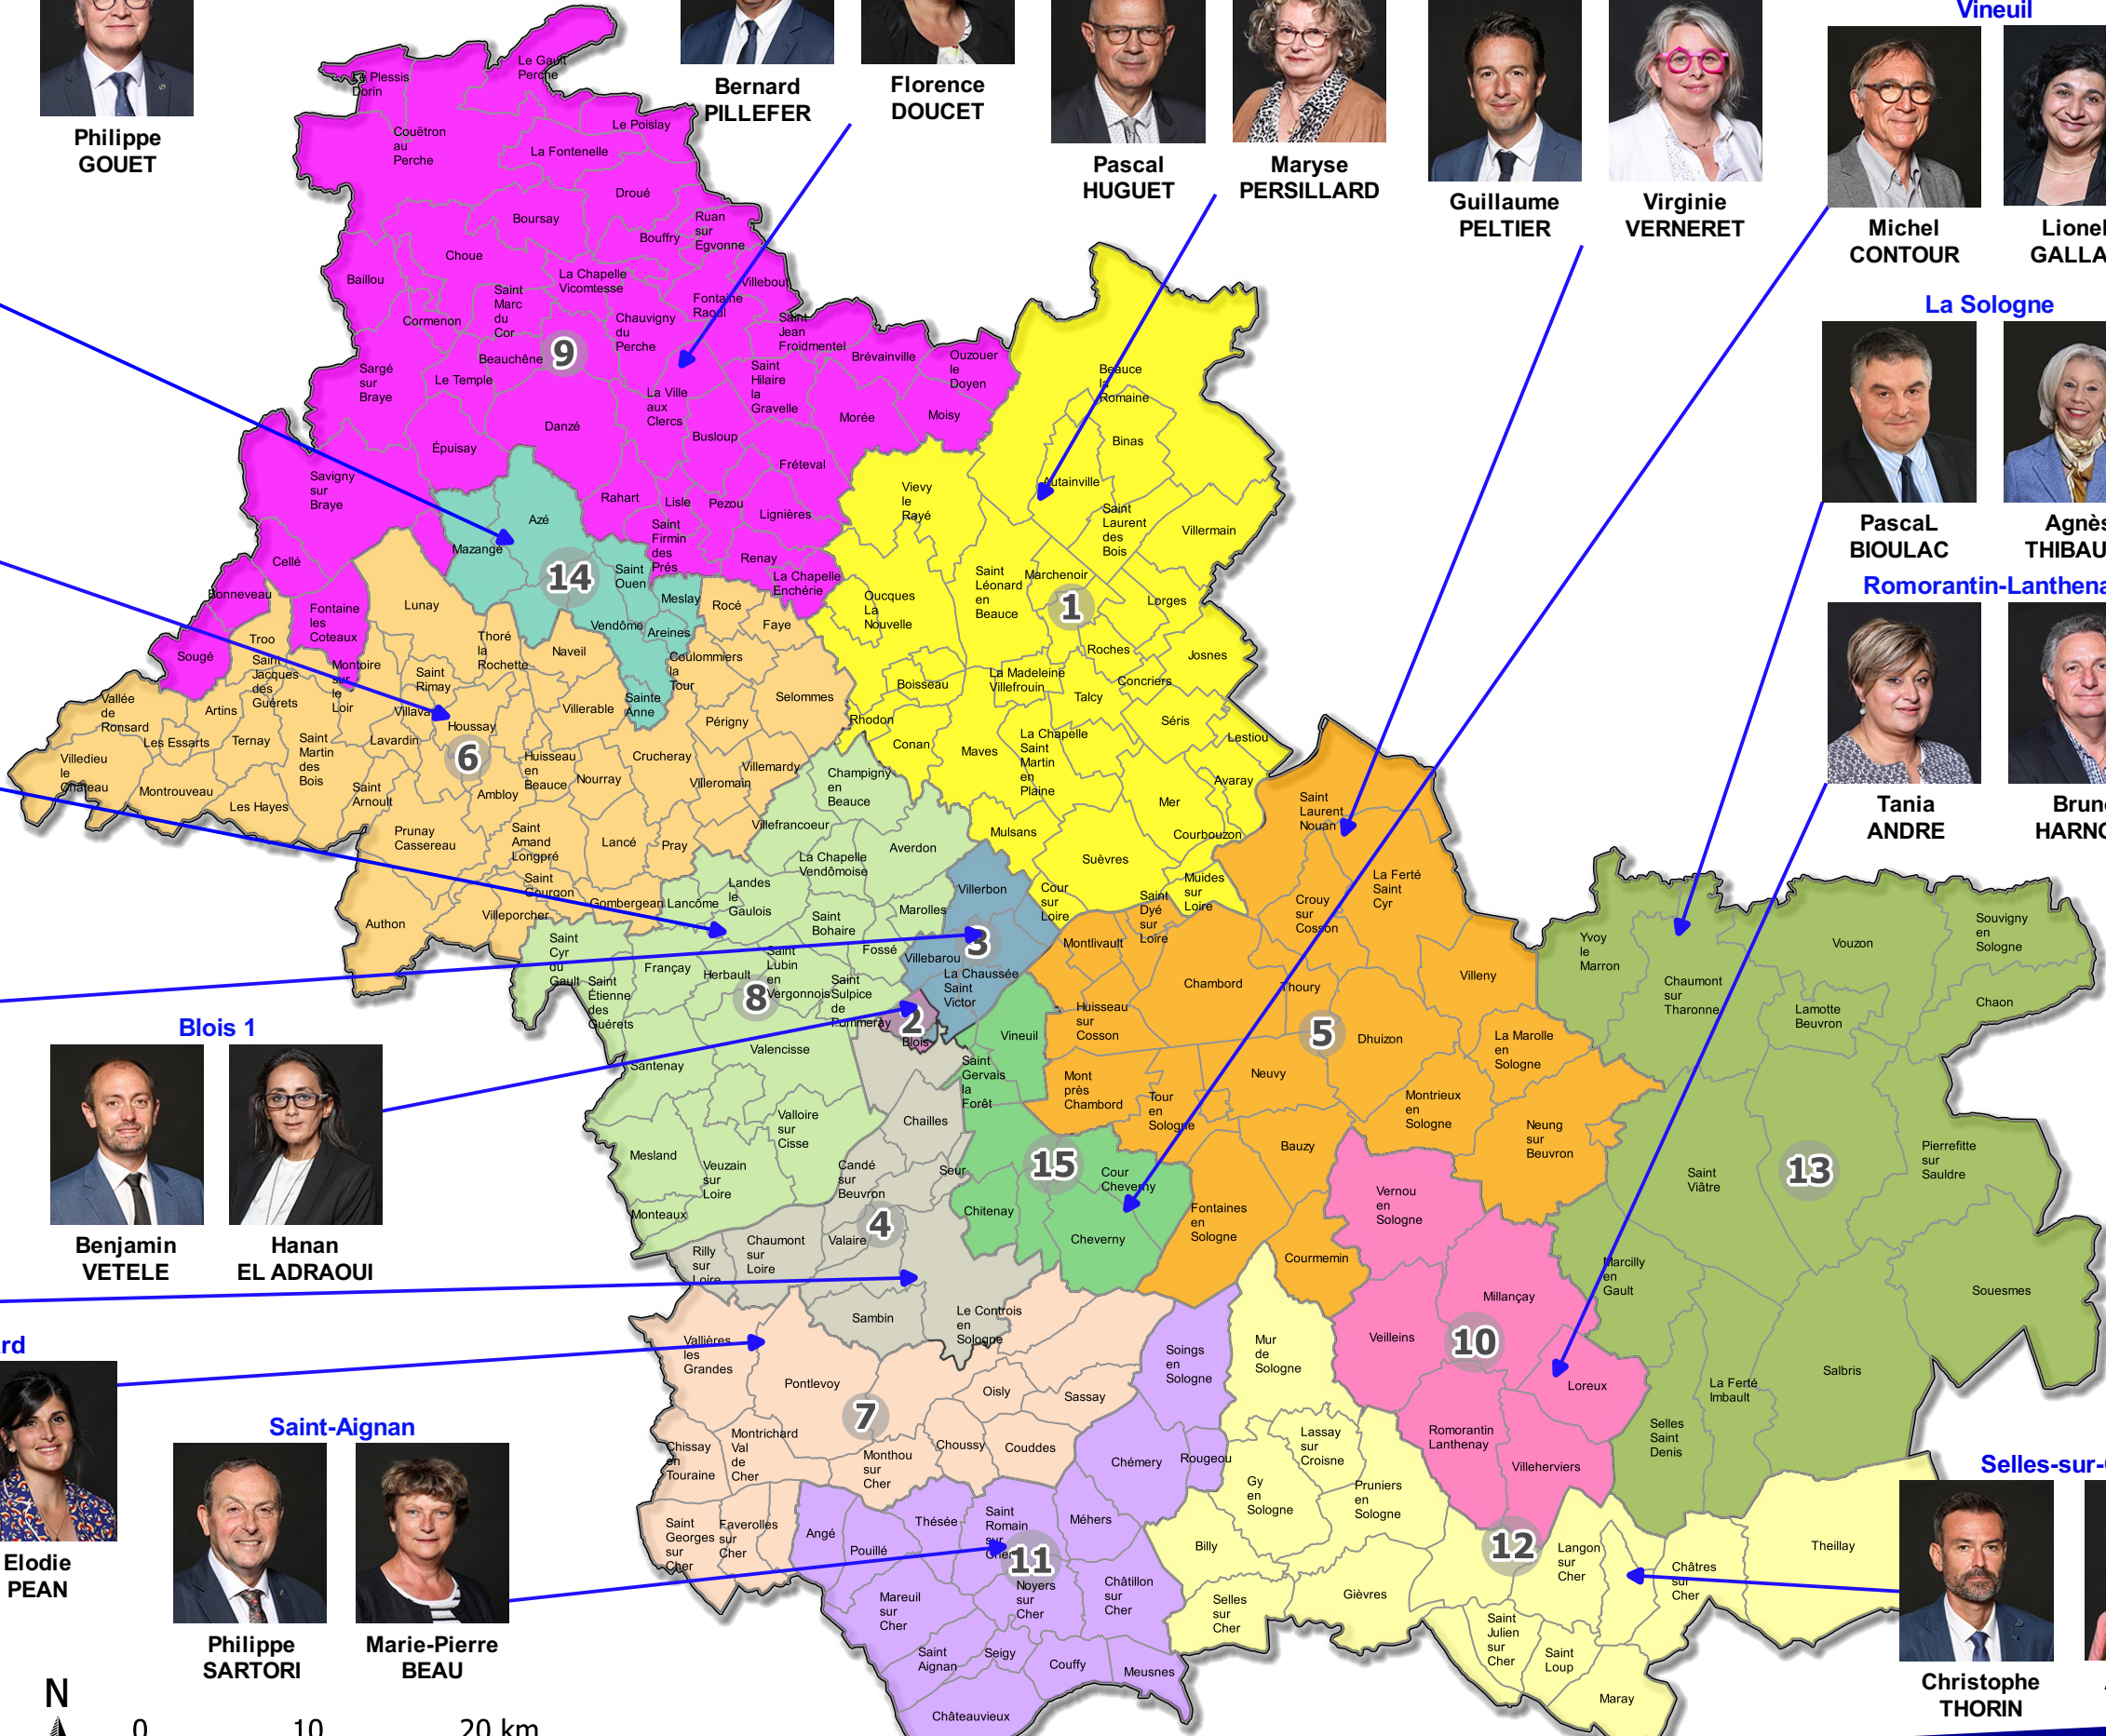 Philippe
GOUET
Bernard
PILLEFER
Florence
DOUCET
Pascal
HUGUET
Maryse
PERSILLARD
Guillaume
PELTIER
Virginie
VERNERET
Vineuil
Michel
CONTOUR
Lionel
GALLA
La Sologne
PascaL
BIOULAC
Agnès
THIBAU
Romorantin-Lanthena
Tania
ANDRE
Brun
HARNO
Blois 1
Benjamin
VETELE
Hanan
EL ADRAOUI
rd
Elodie
PEAN
Saint-Aignan
Philippe
SARTORI
Marie-Pierre
BEAU
Selles-sur-
Christophe
THORIN
N
0 10 20 km
9
Le Plessis
Dorin
Le Gault
Perche
Couëtron
au
Perche
Le Poislay
La Fontenelle
Droué
Boursay
Bouffry
Ruan
sur
Egvonne
Choue
Baillou
La Chapelle
Vicomtesse
Villebout
Fontaine
Raoul
Saint
Marc
du
Cor
Cormenon
Chauvigny
du
Perche
Saint
Jean
Froidmentel
Brévainville
Ouzouer
le
Doyen
Beauchêne
Le Temple
Sargé
sur
Braye
La Ville
aux
Clercs
Saint
Hilaire
la
Gravelle
Morée
Moisy
Danzé
Busloup
Épuisay
Fréteval
Savigny
sur
Braye
Rahart
Lisle
Pezou
Lignières
Saint
Firmin
des
Prés
Renay
La Chapelle
Enchérie
Cellé
Bonneveau
Fontaine
les
Coteaux
Sougé
14
Azé
Mazangé
Saint
Ouen
Meslay
Vendôme
Areines
Sainte
Anne
6
Lunay
Rocé
Faye
Troo
Saint
Jacques
des
Guérets
Montoire
sur
le
Loir
Thoré
la
Rochette
Naveil
Coulommiers
la
Tour
Selommes
Saint
Rimay
Villavard
Houssay
Villerable
Périgny
Vallée
de
Ronsard
Artins
Les Essarts
Ternay
Saint
Martin
des
Bois
Lavardin
Huisseau
en
Beauce
Nourray
Crucheray
Villeromain
Villemardy
Villedieu
le
Château
Montrouveau
Les Hayes
Saint
Arnoult
Ambloy
Prunay
Cassereau
Saint
Amand
Longpré
Lancé
Pray
Saint
Gourgon
Gombergean
Villeporcher
Authon
1
Beauce
la
Romaine
Binas
Autainville
Vievy
le
Rayé
Saint
Laurent
des
Bois
Villermain
Oucques
La
Nouvelle
Saint
Léonard
en
Beauce
Marchenoir
Lorges
Roches
Josnes
Boisseau
La Madeleine
Villefrouin
Talcy
Concriers
Rhodon
Conan
Maves
La Chapelle
Saint
Martin
en
Plaine
Séris
Lestiou
Avaray
Mer
Courbouzon
Mulsans
Suèvres
Cour
sur
Loire
Muides
sur
Loire
8
Champigny
en
Beauce
Villefrancoeur
Averdon
La Chapelle
Vendômoise
Landes
le
Gaulois
Lancôme
Marolles
Saint
Bohaire
Fossé
Saint
Cyr
du
Gault
Françay
Herbault
Saint
Lubin
en
Vergonnois
Saint
Sulpice
de
Pommeray
Saint
Étienne
des
Guérets
Valencisse
Santenay
Valloire
sur
Cisse
Mesland
Veuzain
sur
Loire
Monteaux
3
Villerbon
Villebarou
La Chaussée
Saint
Victor
2
Blois
4
Chailles
Candé
sur
Beuvron
Seur
Valaire
Chaumont
sur
Loire
Rilly
sur
Loire
Sambin
Le Controis
en
Sologne
15
Vineuil
Saint
Gervais
la
Forêt
Cour
Cheverny
Chitenay
Cheverny
5
Saint
Laurent
Nouan
La Ferté
Saint
Cyr
Crouy
sur
Cosson
Saint
Dyé
sur
Loire
Montlivault
Chambord
Thoury
Villeny
Huisseau
sur
Cosson
Dhuizon
La Marolle
en
Sologne
Mont
près
Chambord
Neuvy
Tour
en
Sologne
Montrieux
en
Sologne
Neung
sur
Beuvron
Bauzy
Fontaines
en
Sologne
Courmemin
13
Yvoy
le
Marron
Chaumont
sur
Tharonne
Vouzon
Souvigny
en
Sologne
Lamotte
Beuvron
Chaon
Saint
Viâtre
Pierrefitte
sur
Sauldre
Marcilly
en
Gault
Souesmes
Salbris
La Ferté
Imbault
Selles
Saint
Denis
10
Vernou
en
Sologne
Millançay
Veilleins
Loreux
Romorantin
Lanthenay
Villeherviers
7
Vallières
les
Grandes
Pontlevoy
Oisly
Sassay
Chissay
en
Touraine
Montrichard
Val
de
Cher
Monthou
sur
Cher
Choussy
Couddes
Saint
Georges
sur
Cher
Faverolles
sur
Cher
11
Soings
en
Sologne
Chémery
Rougeou
Angé
Pouillé
Thésée
Saint
Romain
sur
Cher
Méhers
Mareuil
sur
Cher
Noyers
sur
Cher
Châtillon
sur
Cher
Saint
Aignan
Seigy
Couffy
Meusnes
Châteauvieux
12
Mur
de
Sologne
Lassay
sur
Croisne
Gy
en
Sologne
Pruniers
en
Sologne
Billy
Selles
sur
Cher
Gièvres
Langon
sur
Cher
Châtres
sur
Cher
Theillay
Saint
Julien
sur
Cher
Saint
Loup
Maray